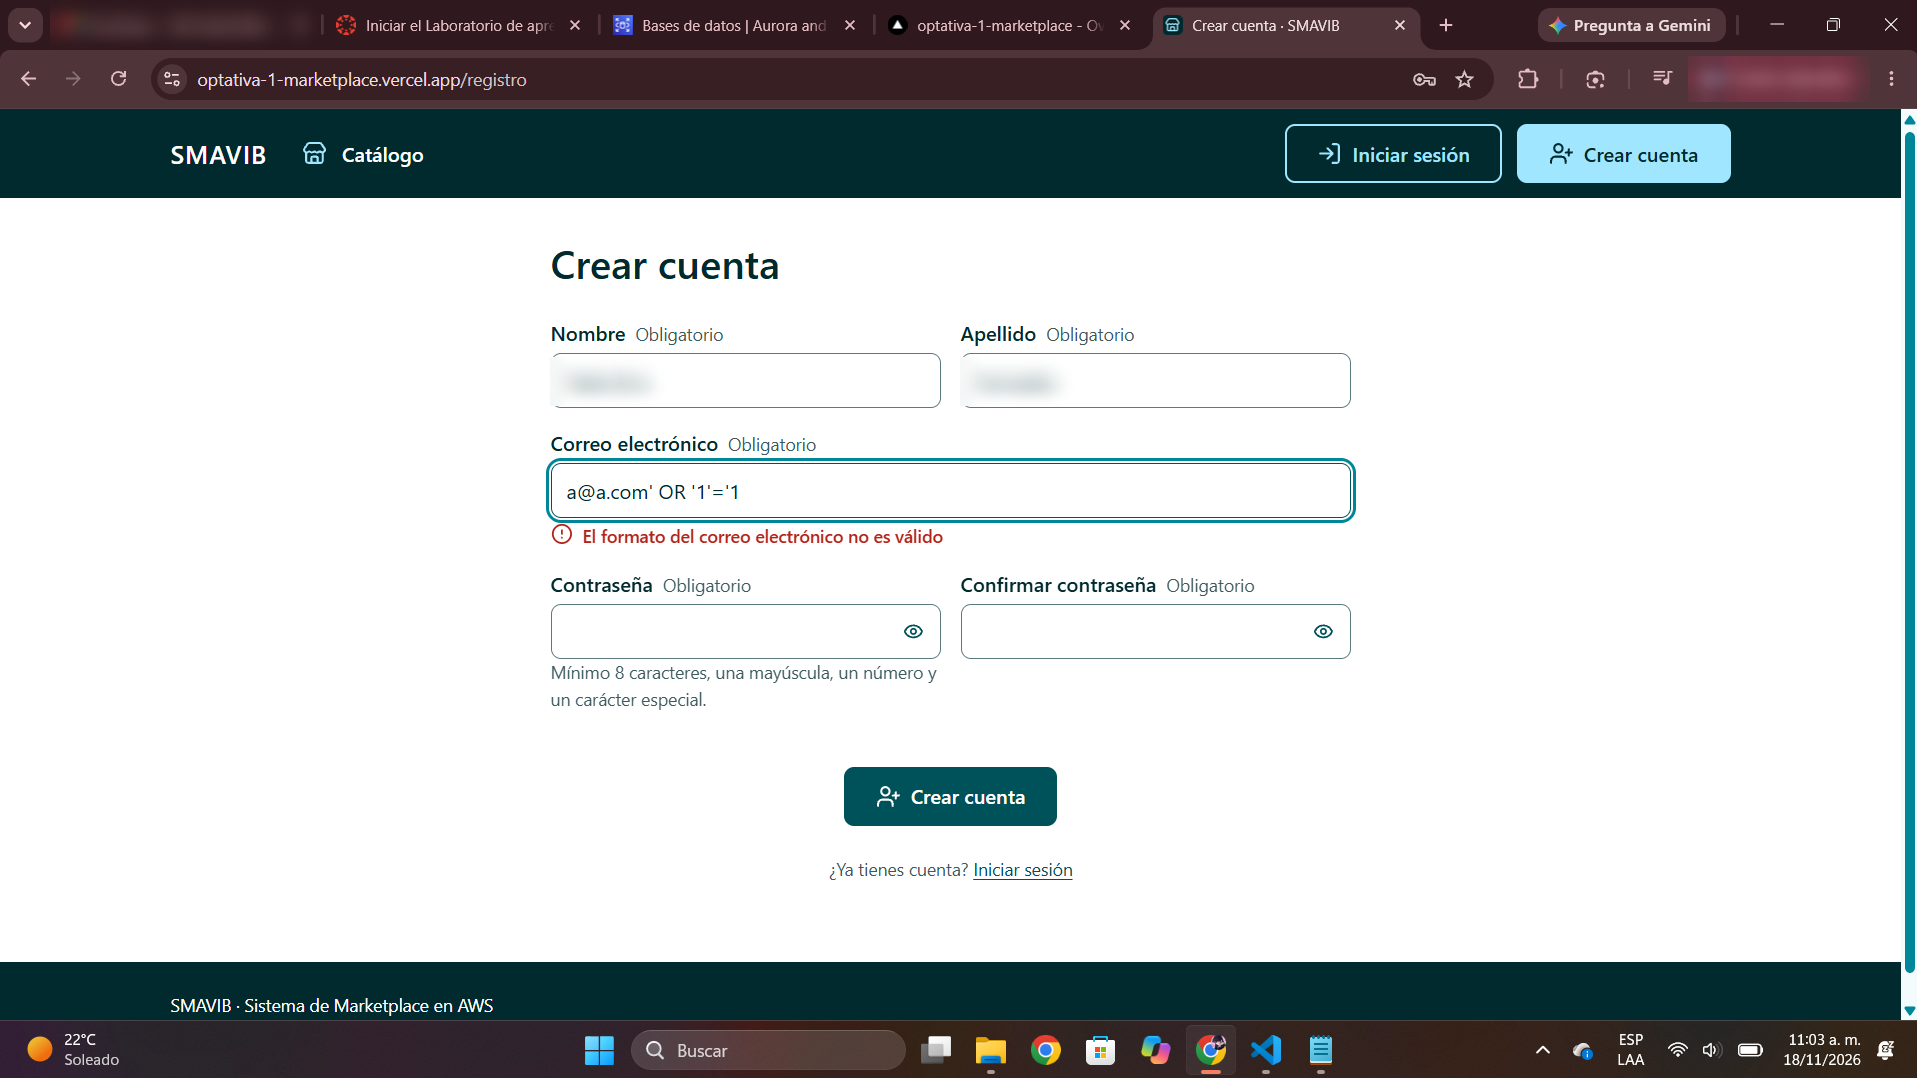 Iniciar el Laboratorio de apre
Bases de datos | Aurora and
optativa-1-marketplace - Ov
Crear cuenta · SMAVIB
Pregunta a Gemini
optativa-1-marketplace.vercel.app/registro
SMAVIB
Catálogo
Iniciar sesión
Crear cuenta
Crear cuenta
Nombre Obligatorio
Apellido Obligatorio
Correo electrónico Obligatorio
a@a.com' OR '1'='1
El formato del correo electrónico no es válido
Contraseña Obligatorio
Confirmar contraseña Obligatorio
Mínimo 8 caracteres, una mayúscula, un número y
un carácter especial.
Crear cuenta
¿Ya tienes cuenta? Iniciar sesión
SMAVIB · Sistema de Marketplace en AWS
22°C
Soleado
Buscar
ESP
LAA
11:03 a. m.
18/11/2026